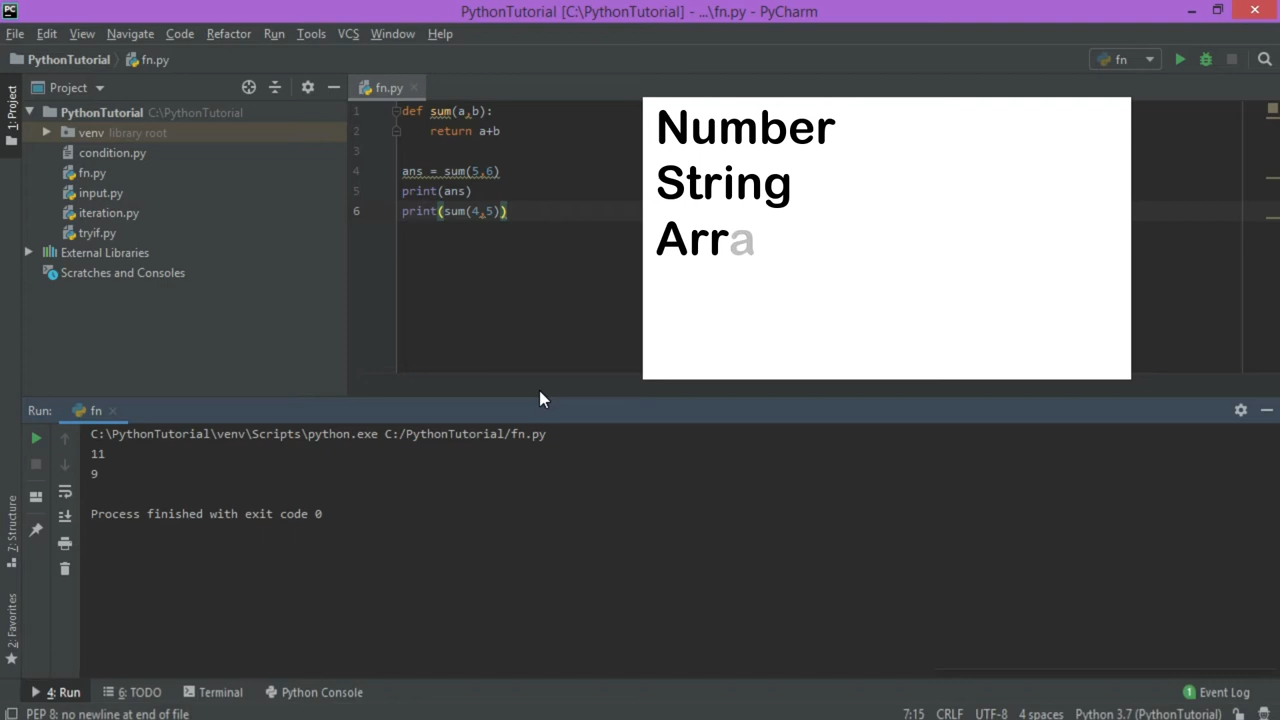 PC
PythonTutorial [C:\PythonTutorial] - ...\fn.py - PyCharm
File Edit View Navigate Code Refactor Run Tools VCS Window Help
PythonTutorial fn.py
fn
1: Project
Project
fn.py
PythonTutorial C:\PythonTutorial
venv library root
condition.py
fn.py
input.py
iteration.py
tryif.py
External Libraries
Scratches and Consoles
1 def sum(a,b):
2 return a+b
3
4 ans = sum(5,6)
5 print(ans)
6 print(sum(4,5))
Number
String
Arra
Run: fn
C:\PythonTutorial\venv\Scripts\python.exe C:/PythonTutorial/fn.py
11
9
Process finished with exit code 0
7: Structure
2: Favorites
4: Run 6: TODO Terminal Python Console 1 Event Log
PEP 8: no newline at end of file 7:15 CRLF UTF-8 4 spaces Python 3.7 (PythonTutorial)